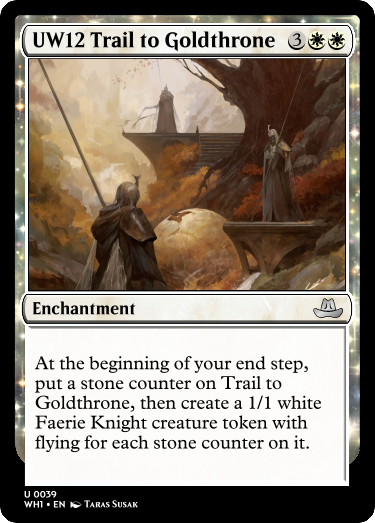 UW12 Trail to Goldthrone 3
Enchantment
At the beginning of your end step,
put a stone counter on Trail to
Goldthrone, then create a 1/1 white
Faerie Knight creature token with
flying for each stone counter on it.
U 0039
WH1 • EN Taras Susak